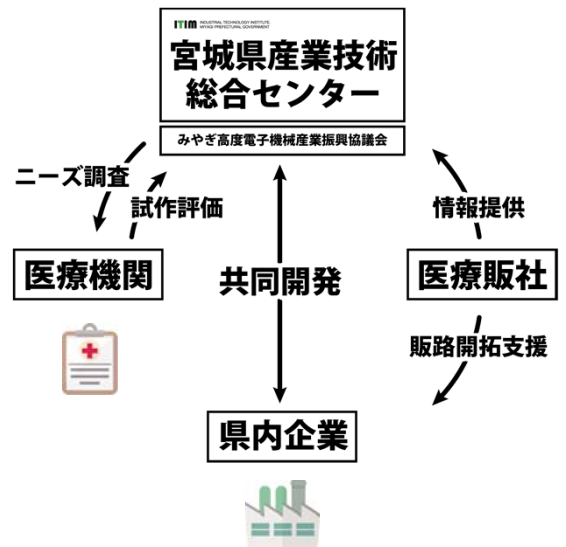 ITIM INDUSTRIAL TECHNOLOGY INSTITUTE
MIYAGI PREFECTURAL GOVERNMENT
宮城県産業技術
総合センター
みやぎ高度電子機械産業振興協議会
ニーズ調査
試作評価
情報提供
医療機関
共同開発
医療販社
販路開拓支援
県内企業